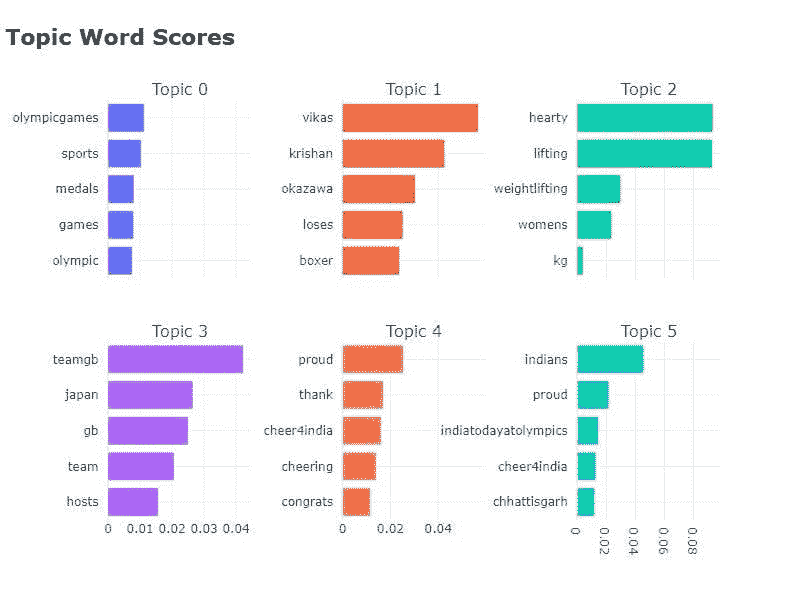 Topic Word Scores
Topic 0
olympicgames
sports
medals
games
olympic
Topic 1
vikas
krishan
okazawa
loses
boxer
Topic 2
hearty
lifting
weightlifting
womens
kg
Topic 3
teamgb
japan
gb
team
hosts
0 0.01 0.02 0.03 0.04
Topic 4
proud
thank
cheer4india
cheering
congrats
0 0.02 0.04
Topic 5
indians
proud
indiatodayatolympics
cheer4india
chhattisgarh
0 0.02 0.04 0.06 0.08